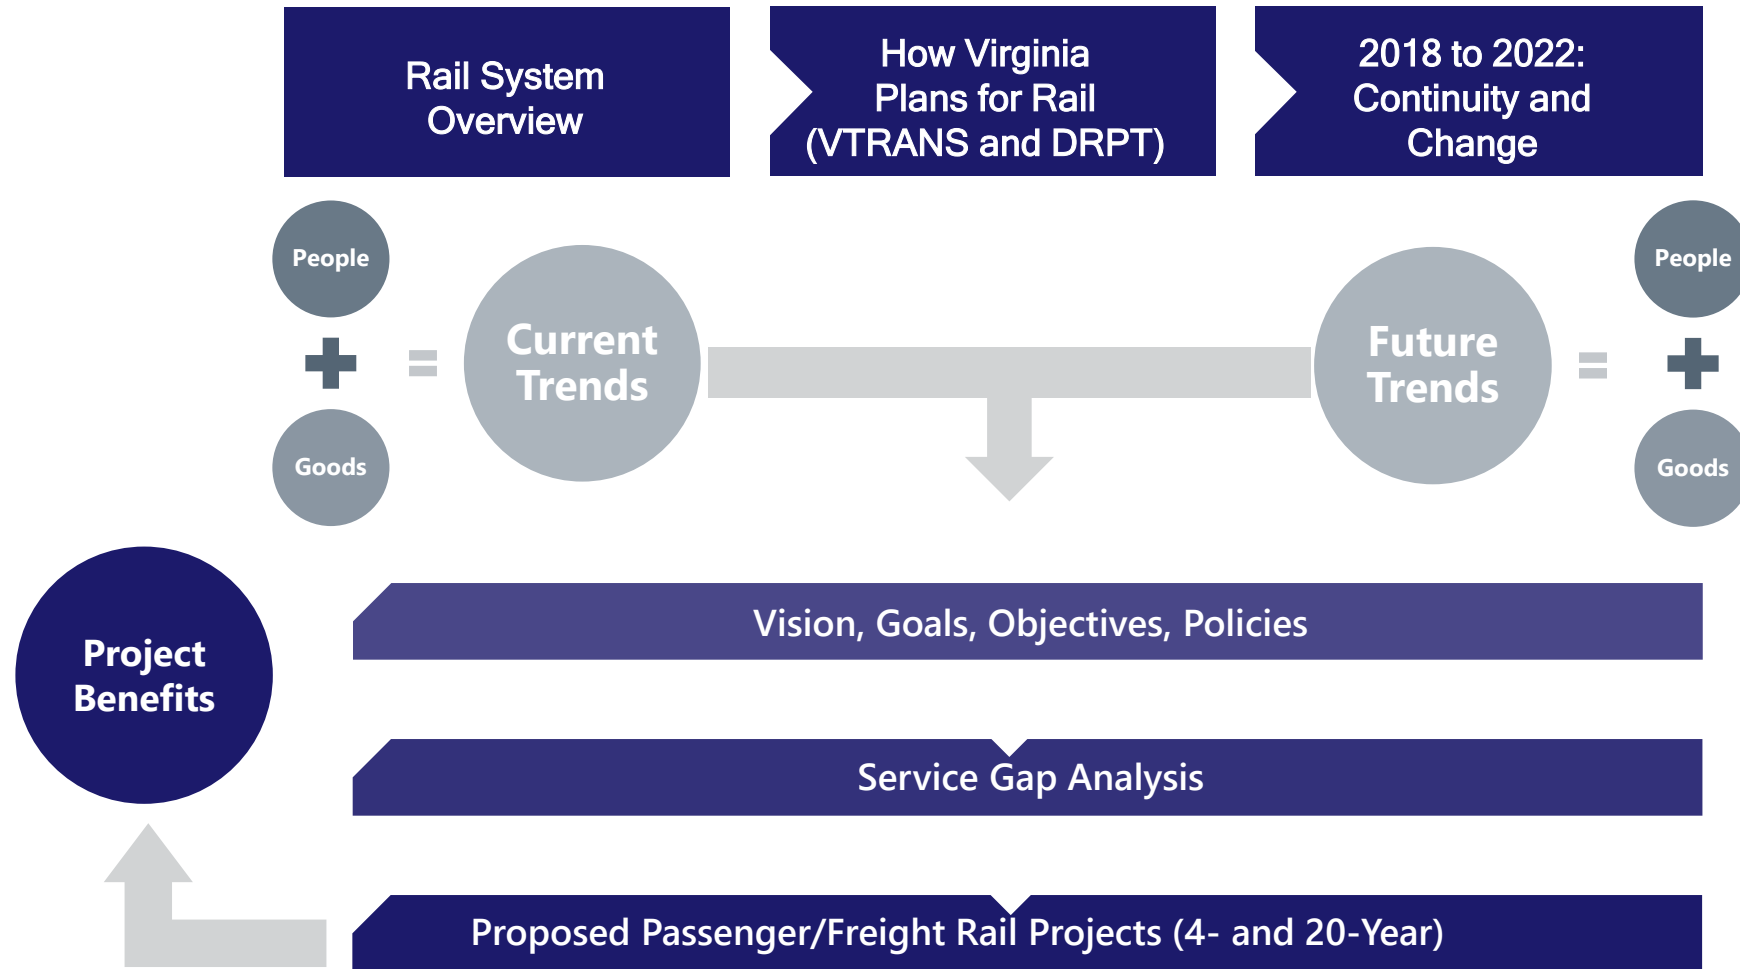 Rail System
Overview
How Virginia
Plans for Rail
(VTRANS and DRPT)
2018 to 2022:
Continuity and
Change
People
Goods
Current
Trends
Future
Trends
People
Goods
Project
Benefits
Vision, Goals, Objectives, Policies
Service Gap Analysis
Proposed Passenger/Freight Rail Projects (4- and 20-Year)